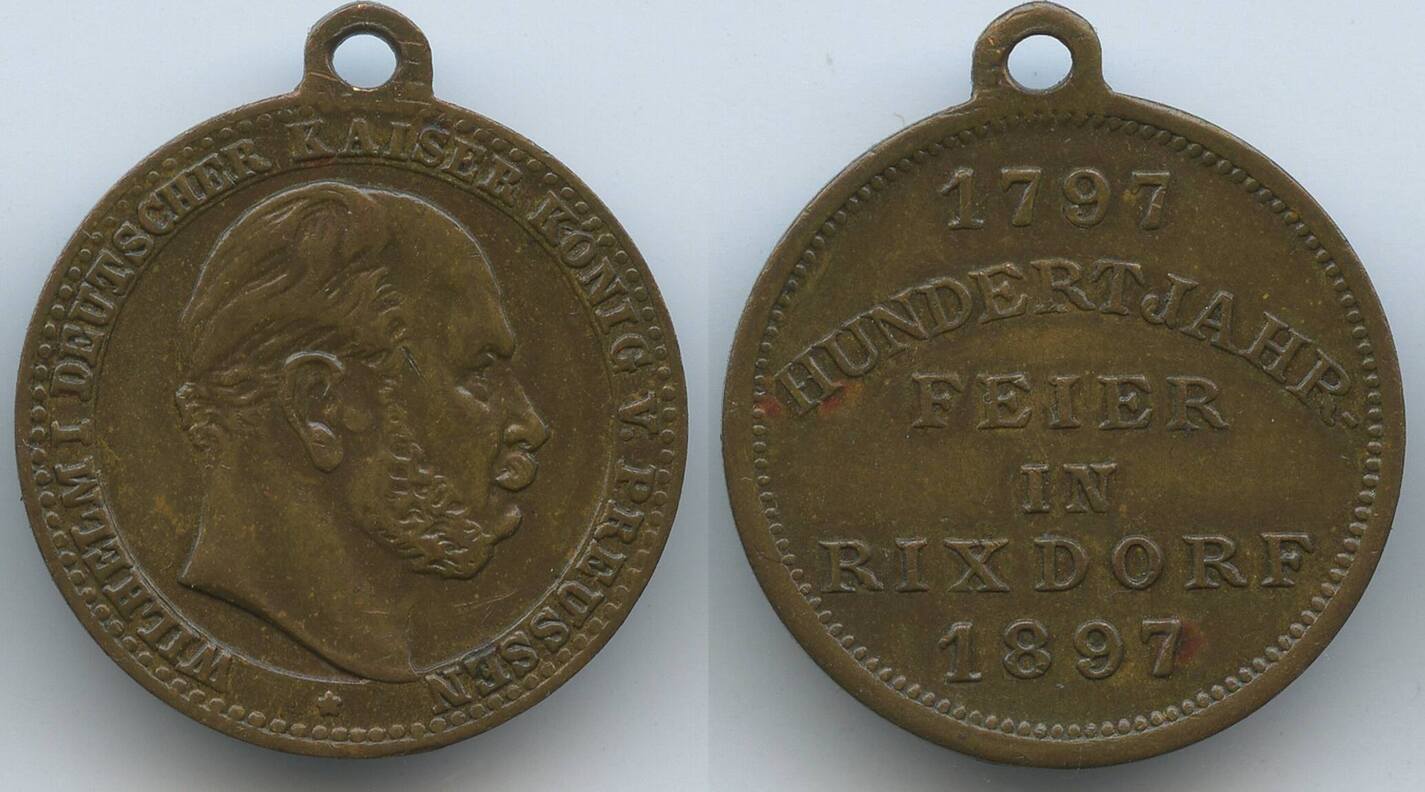 WILHELM I DEUTSCHER KAISER KÖNIG V. PREUSSEN
1797
HUNDERTJAHR-
FEIER
IN
RIXDORF
1897